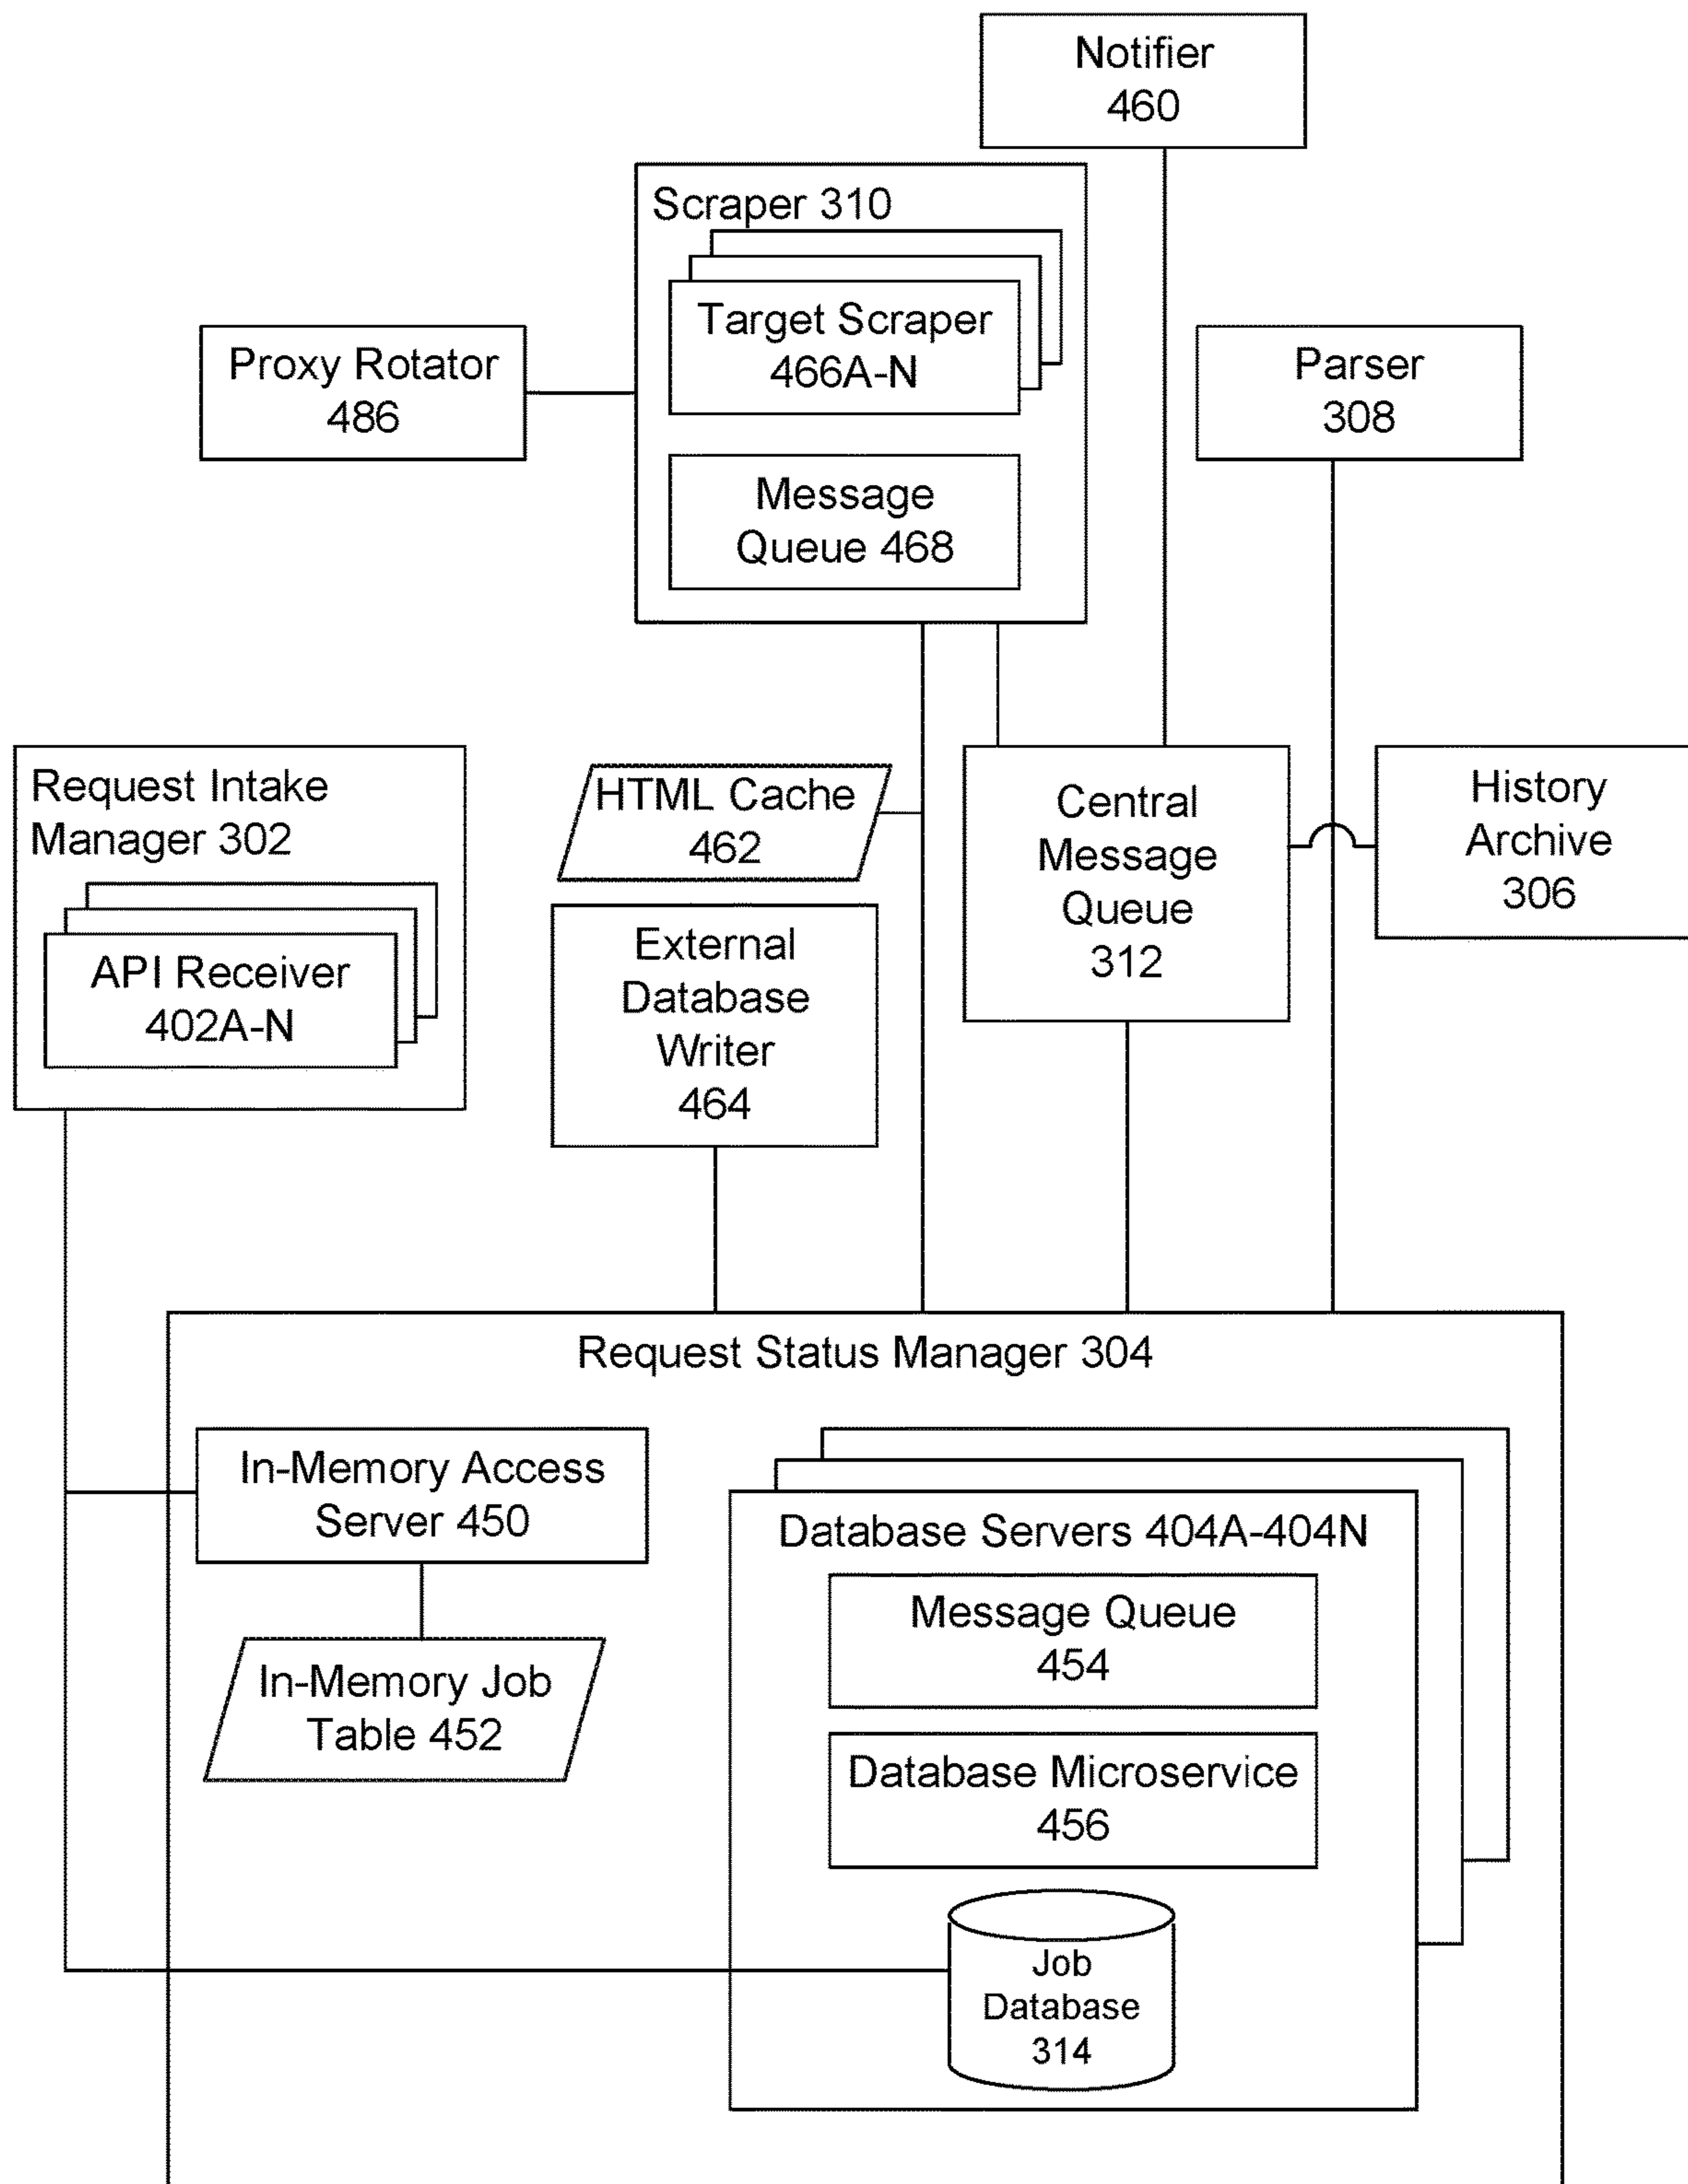 Notifier
460
Scraper 310
Target Scraper
466A-N
Message
Queue 468
Proxy Rotator
486
Parser
308
Request Intake
Manager 302
API Receiver
402A-N
HTML Cache
462
External
Database
Writer
464
Central
Message
Queue
312
History
Archive
306
Request Status Manager 304
In-Memory Access
Server 450
In-Memory Job
Table 452
Database Servers 404A-404N
Message Queue
454
Database Microservice
456
Job
Database
314